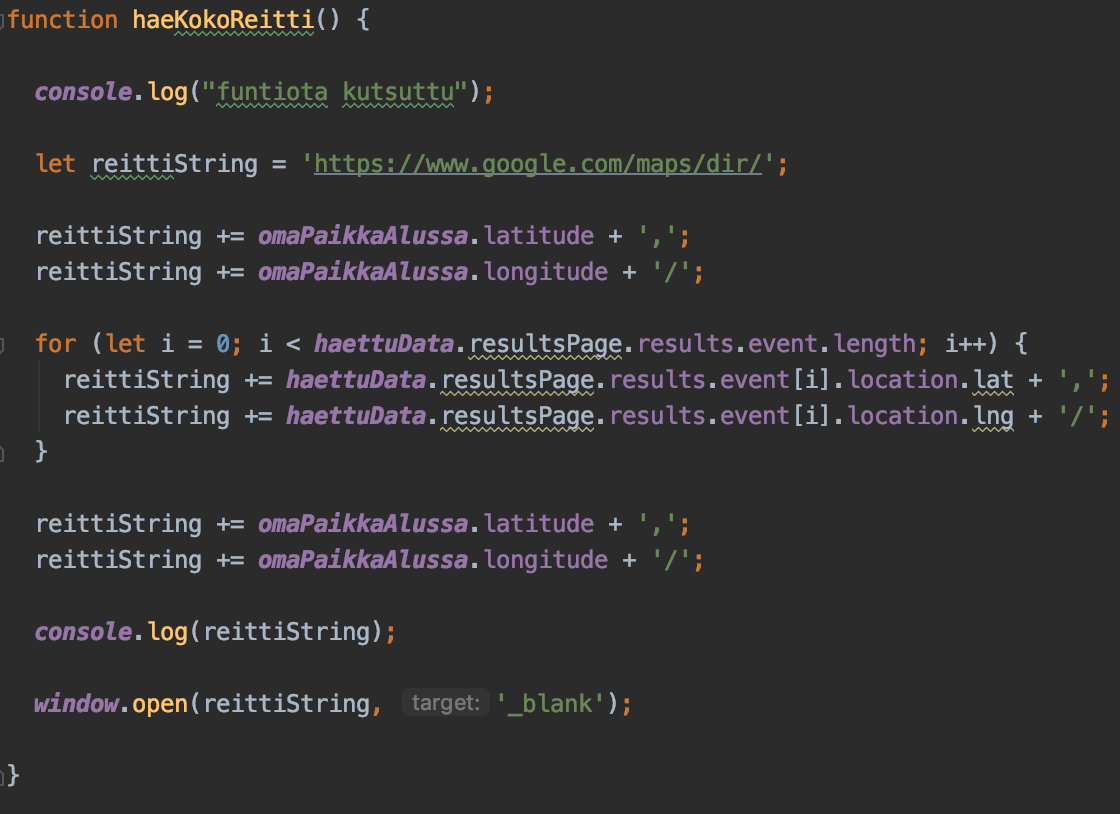 function haeKokoReitti() {
console.log("funtiota kutsuttu");
let reittiString = 'https://www.google.com/maps/dir/';
reittiString += omaPaikkaAlussa.latitude + ',';
reittiString += omaPaikkaAlussa.longitude + '/';
for (let i = 0; i < haettuData.resultsPage.results.event.length; i++) {
reittiString += haettuData.resultsPage.results.event[i].location.lat + ',';
reittiString += haettuData.resultsPage.results.event[i].location.lng + '/';
}
reittiString += omaPaikkaAlussa.latitude + ',';
reittiString += omaPaikkaAlussa.longitude + '/';
console.log(reittiString);
window.open(reittiString, target: '_blank');
}